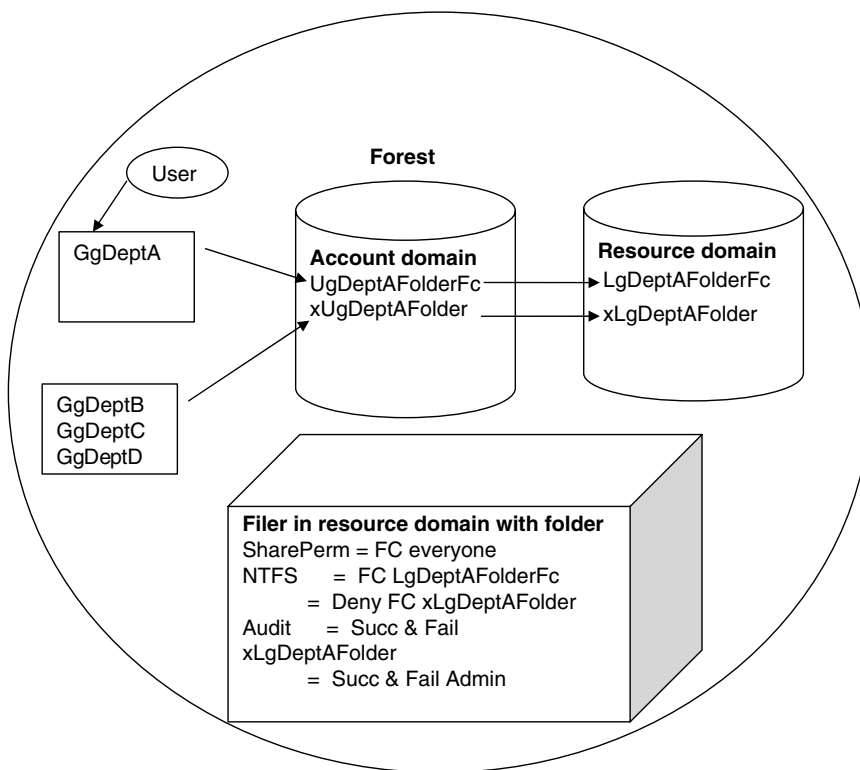 Forest
User
GgDeptA
Account domain
UgDeptAFolderFc
xUgDeptAFolder
Resource domain
LgDeptAFolderFc
xLgDeptAFolder
GgDeptB
GgDeptC
GgDeptD
Filer in resource domain with folder
SharePerm = FC everyone
NTFS = FC LgDeptAFolderFc
= Deny FC xLgDeptAFolder
Audit = Succ & Fail
xLgDeptAFolder
= Succ & Fail Admin